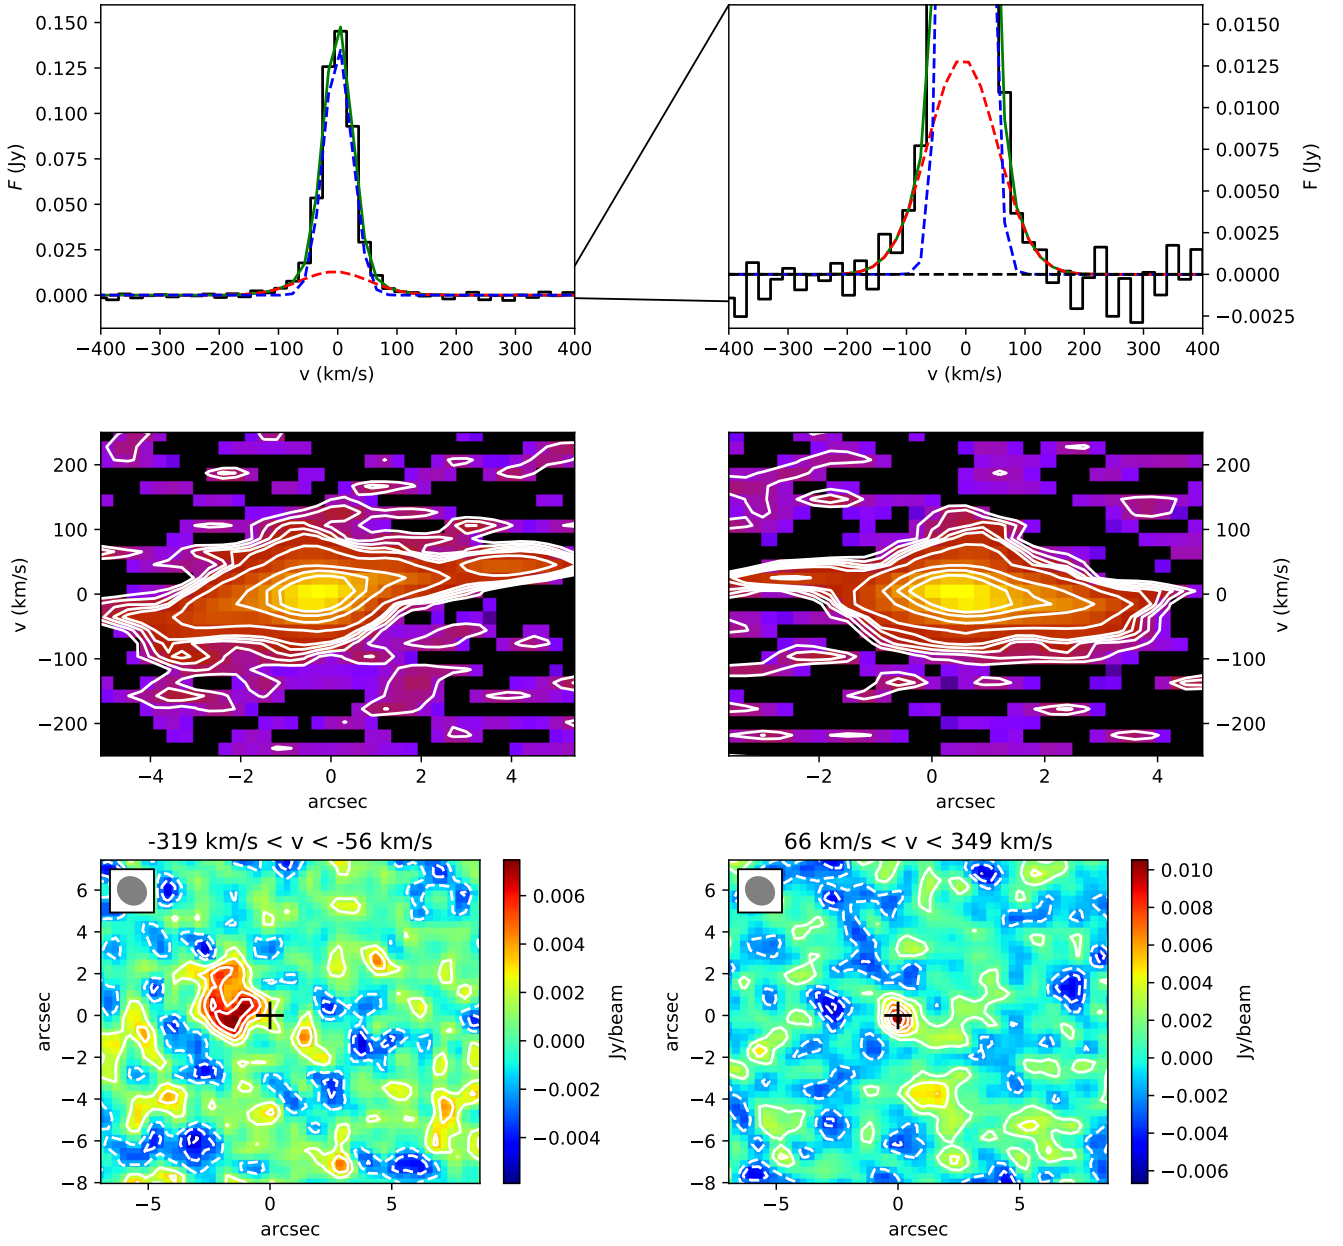 0.150
0.125
0.100
0.075
0.050
0.025
0.000
F (Jy)
−400 −300 −200 −100 0 100 200 300 400
v (km/s)
0.0150
0.0125
0.0100
0.0075
0.0050
0.0025
0.0000
−0.0025
F (Jy)
−400 −300 −200 −100 0 100 200 300 400
v (km/s)
200
100
0
−100
−200
v (km/s)
−4 −2 0 2 4
arcsec
200
100
0
−100
−200
v (km/s)
−2 0 2 4
arcsec
-319 km/s < v < -56 km/s
6
4
2
0
−2
−4
−6
−8
arcsec
−5 0 5
arcsec
0.006
0.004
0.002
0.000
−0.002
−0.004
Jy/beam
66 km/s < v < 349 km/s
6
4
2
0
−2
−4
−6
−8
arcsec
−5 0 5
arcsec
0.010
0.008
0.006
0.004
0.002
0.000
−0.002
−0.004
−0.006
Jy/beam